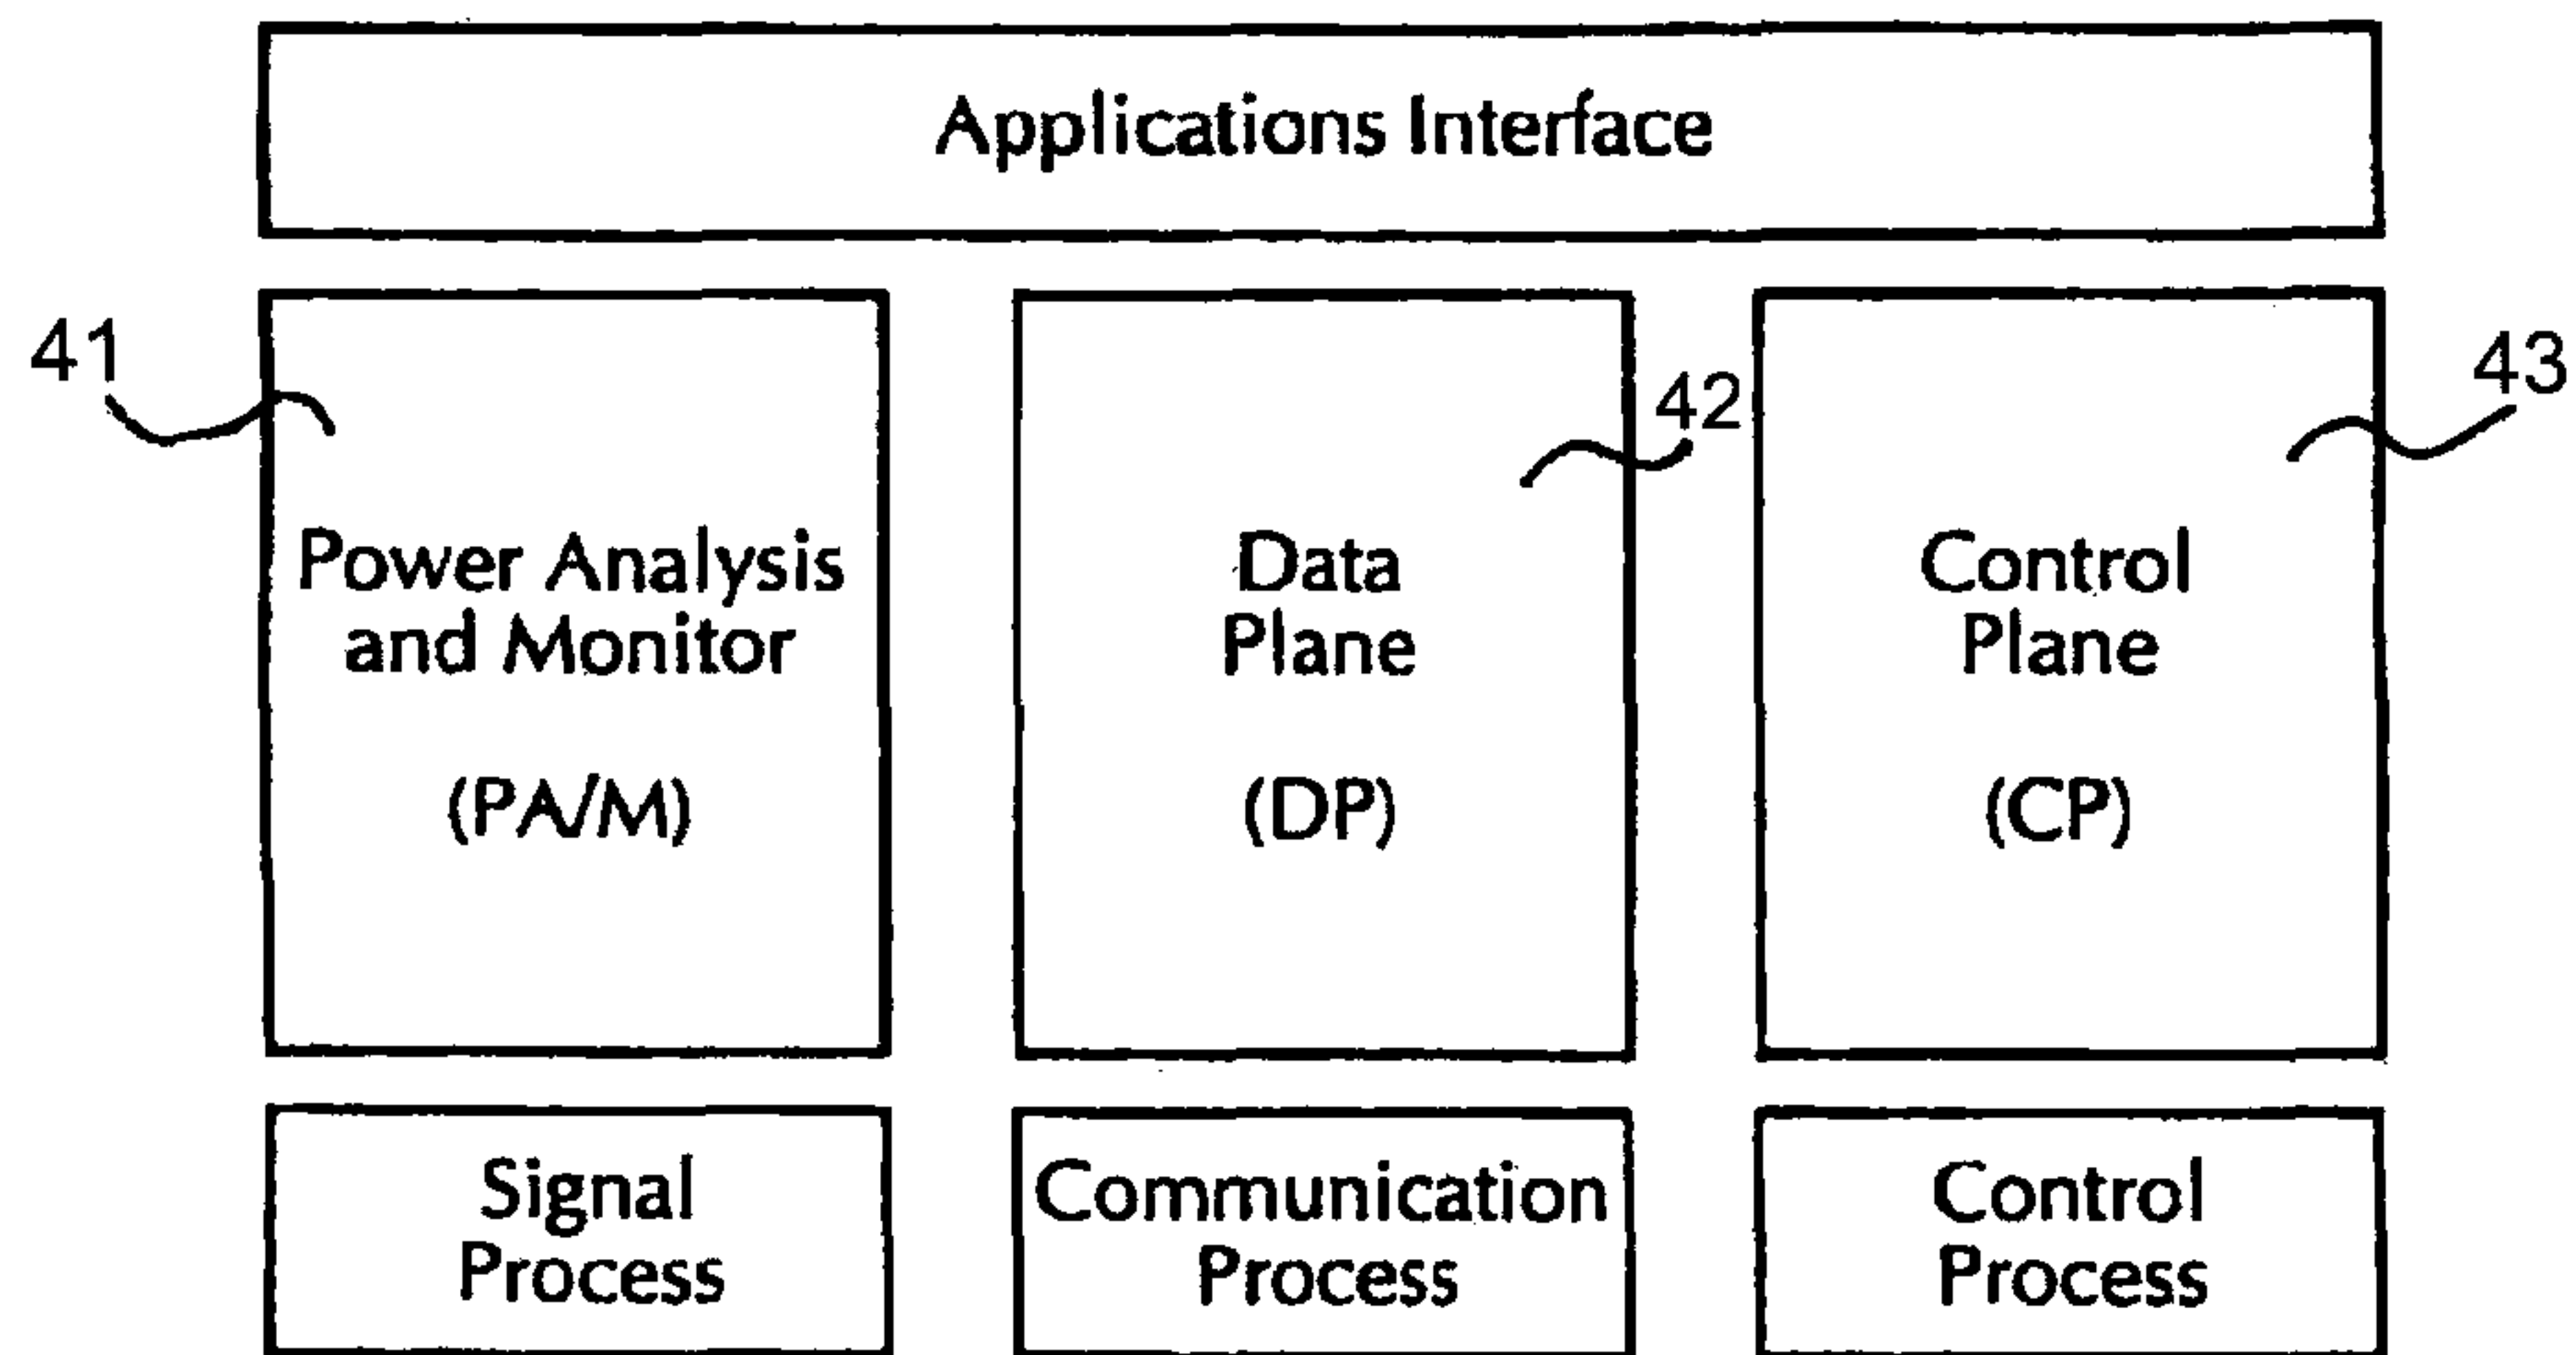 Applications Interface
41
42
43
Power Analysis
and Monitor
(PA/M)
Data
Plane
(DP)
Control
Plane
(CP)
Signal
Process
Communication
Process
Control
Process